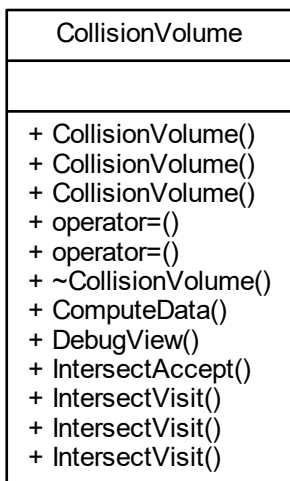 CollisionVolume
+ CollisionVolume()
+ CollisionVolume()
+ CollisionVolume()
+ operator=()
+ operator=()
+ ~CollisionVolume()
+ ComputeData()
+ DebugView()
+ IntersectAccept()
+ IntersectVisit()
+ IntersectVisit()
+ IntersectVisit()